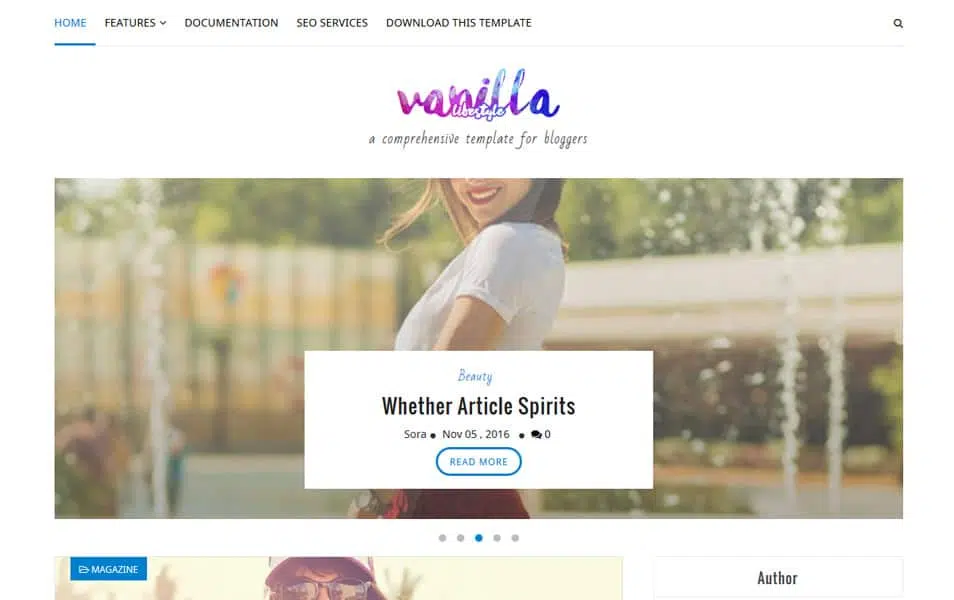 HOME FEATURES DOCUMENTATION SEO SERVICES DOWNLOAD THIS TEMPLATE
vanilla
lifestyle
a comprehensive template for bloggers
Beauty
Whether Article Spirits
Sora ● Nov 05 , 2016 ● 0
READ MORE
MAGAZINE
Author